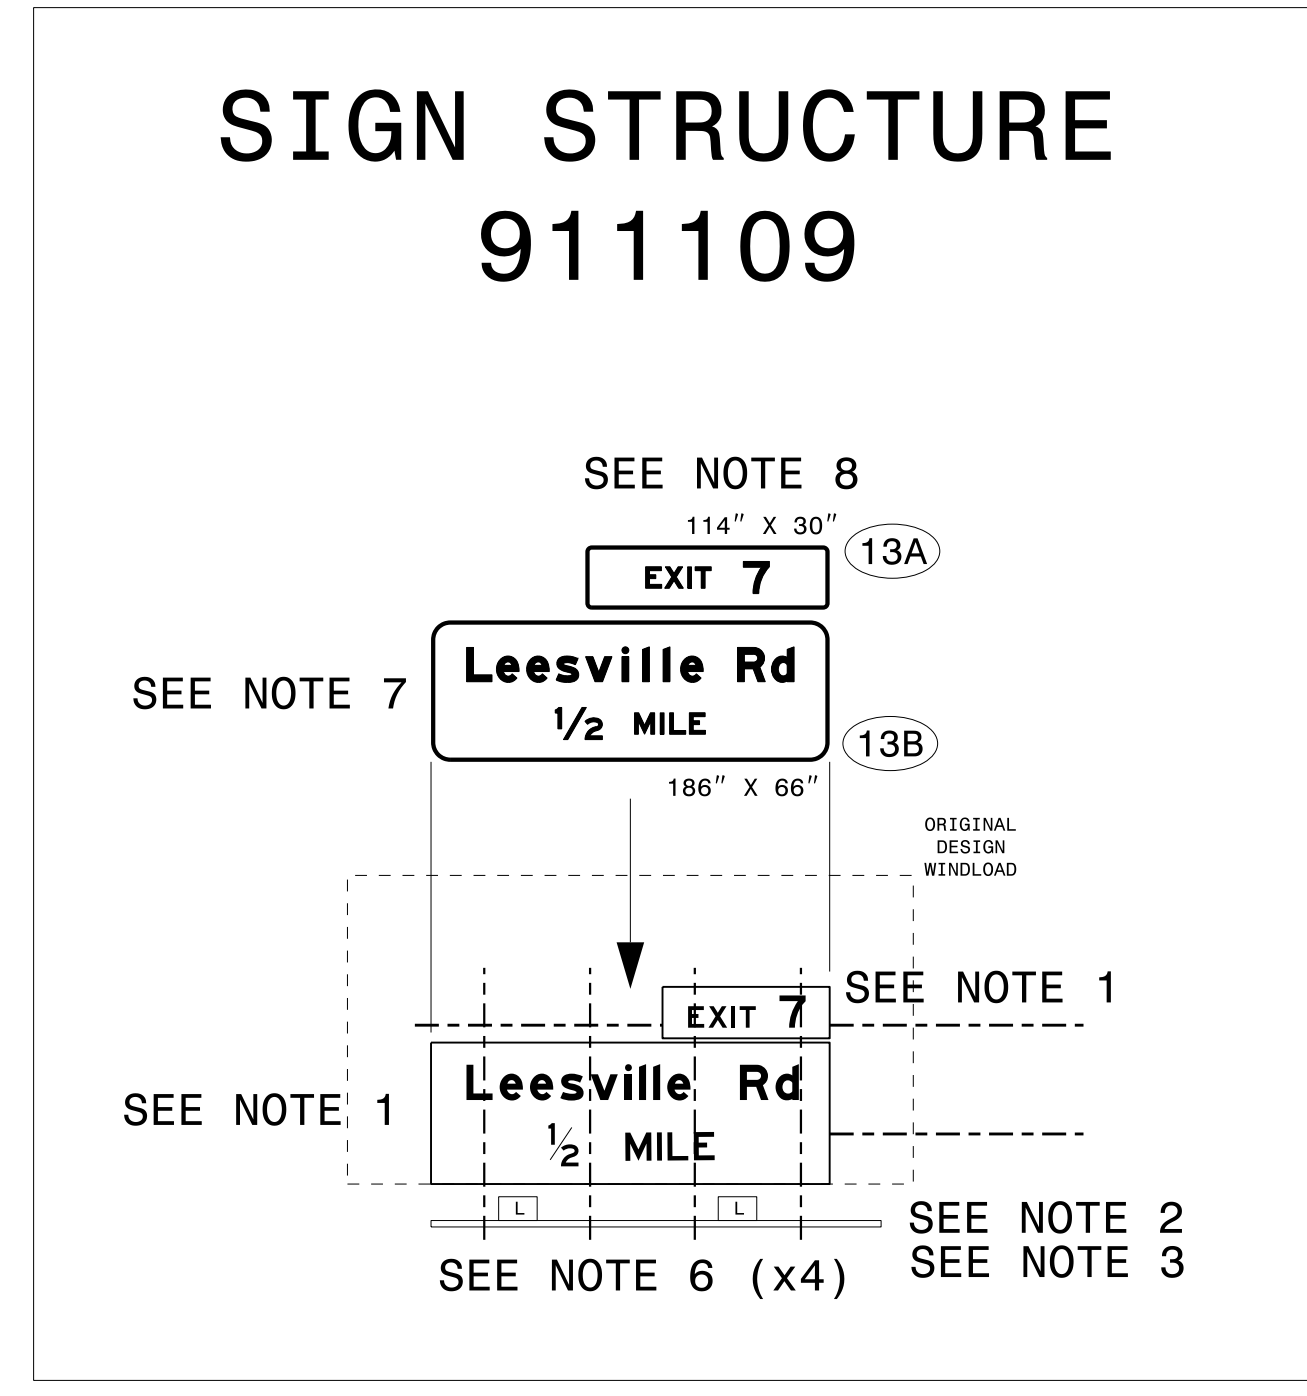 SIGN STRUCTURE
911109
SEE NOTE 8
114" X 30"
13A
EXIT 7
SEE NOTE 7
Leesville Rd
1/2 MILE
13B
186" X 66"
ORIGINAL
DESIGN
WINDLOAD
SEE NOTE 1
EXIT 7
SEE NOTE 1
Leesville Rd
1/2 MILE
L
L
SEE NOTE 2
SEE NOTE 3
SEE NOTE 6 (x4)